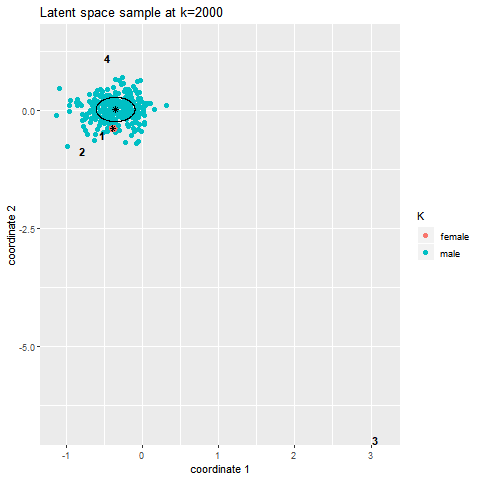 Latent space sample at k=2000
4
0.0
1
2
coordinate 2
-2.5
-5.0
3
-1
0
1
2
3
coordinate 1
K
female
male